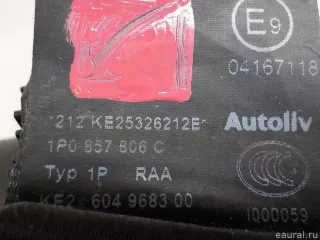 E9
04167118
*212 KE25326212E*
Autoliv
1P0 857 806 C
Typ 1P RAA
KE2 604 9683 00
I000059
eaural.ru